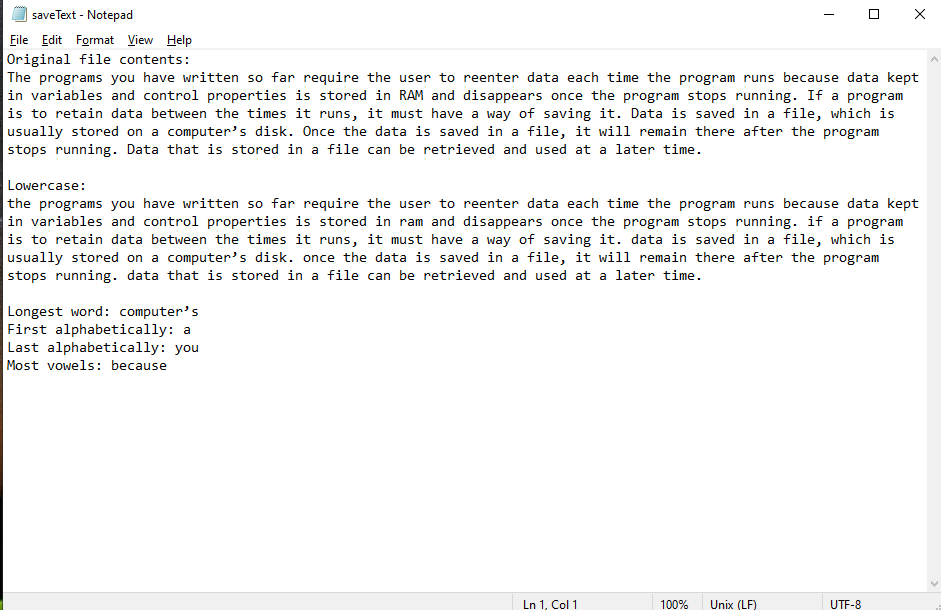 saveText - Notepad
File Edit Format View Help
Original file contents:
The programs you have written so far require the user to reenter data each time the program runs because data kept
in variables and control properties is stored in RAM and disappears once the program stops running. If a program
is to retain data between the times it runs, it must have a way of saving it. Data is saved in a file, which is
usually stored on a computer’s disk. Once the data is saved in a file, it will remain there after the program
stops running. Data that is stored in a file can be retrieved and used at a later time.

Lowercase:
the programs you have written so far require the user to reenter data each time the program runs because data kept
in variables and control properties is stored in ram and disappears once the program stops running. if a program
is to retain data between the times it runs, it must have a way of saving it. data is saved in a file, which is
usually stored on a computer’s disk. once the data is saved in a file, it will remain there after the program
stops running. data that is stored in a file can be retrieved and used at a later time.

Longest word: computer’s
First alphabetically: a
Last alphabetically: you
Most vowels: because
Ln 1, Col 1 100% Unix (LF) UTF-8